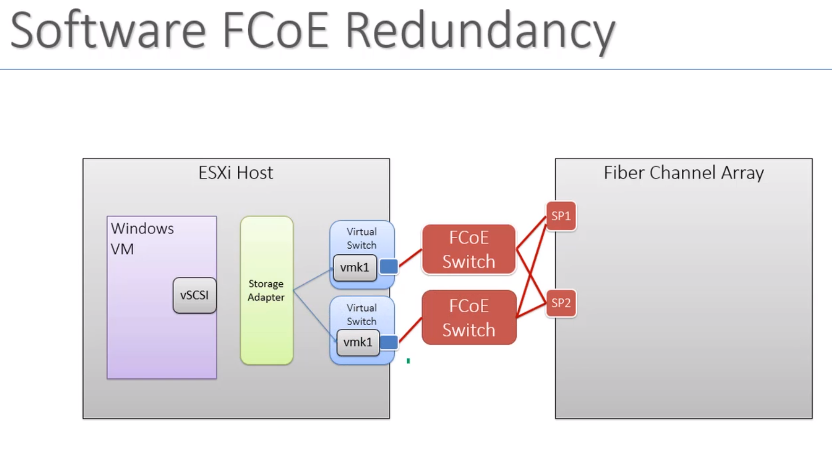 Software FCoE Redundancy
ESXi Host
Windows
VM
vSCSI
Storage
Adapter
Virtual
Switch
vmk1
Virtual
Switch
vmk1
FCoE
Switch
FCoE
Switch
Fiber Channel Array
SP1
SP2